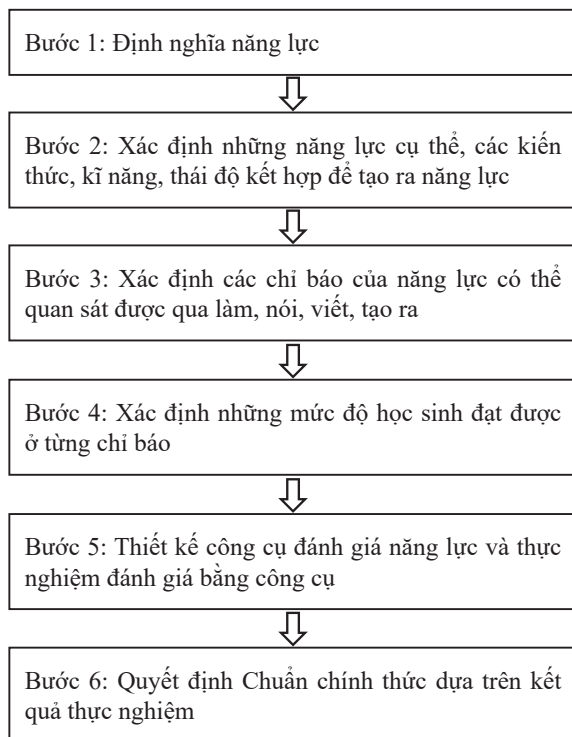 Bước 1: Định nghĩa năng lực
Bước 2: Xác định những năng lực cụ thể, các kiến
thức, kĩ năng, thái độ kết hợp để tạo ra năng lực
Bước 3: Xác định các chỉ báo của năng lực có thể
quan sát được qua làm, nói, viết, tạo ra
Bước 4: Xác định những mức độ học sinh đạt được
ở từng chỉ báo
Bước 5: Thiết kế công cụ đánh giá năng lực và thực
nghiệm đánh giá bằng công cụ
Bước 6: Quyết định Chuẩn chính thức dựa trên kết
quả thực nghiệm